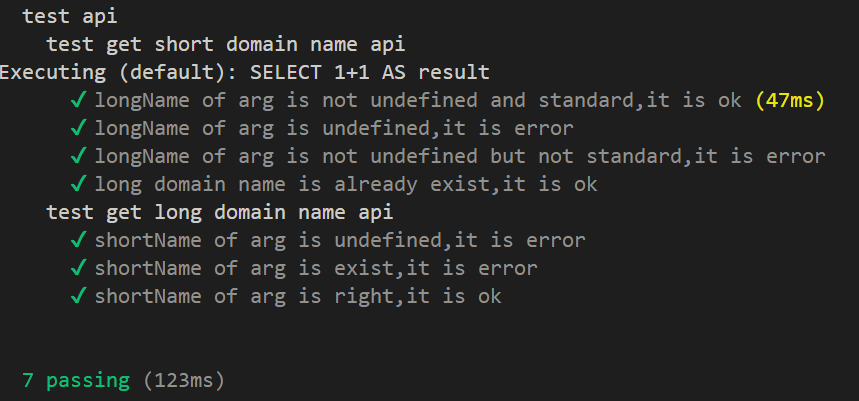 test api
test get short domain name api
Executing (default): SELECT 1+1 AS result
✓ longName of arg is not undefined and standard,it is ok (47ms)
✓ longName of arg is undefined,it is error
✓ longName of arg is not undefined but not standard,it is error
✓ long domain name is already exist,it is ok
test get long domain name api
✓ shortName of arg is undefined,it is error
✓ shortName of arg is exist,it is error
✓ shortName of arg is right,it is ok
7 passing (123ms)